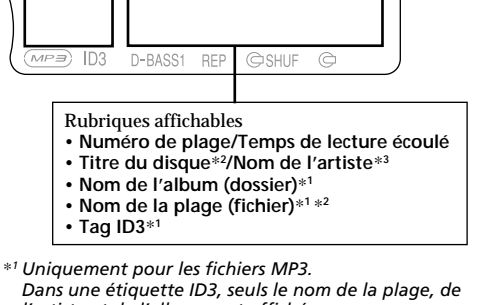 MP3 ID3 D-BASS1 REP SHUF
Rubriques affichables
• Numéro de plage/Temps de lecture écoulé
• Titre du disque*2/Nom de l'artiste*3
• Nom de l'album (dossier)*1
• Nom de la plage (fichier)*1 *2
• Tag ID3*1
*1 Uniquement pour les fichiers MP3.
Dans une étiquette ID3, seuls le nom de la plage, de